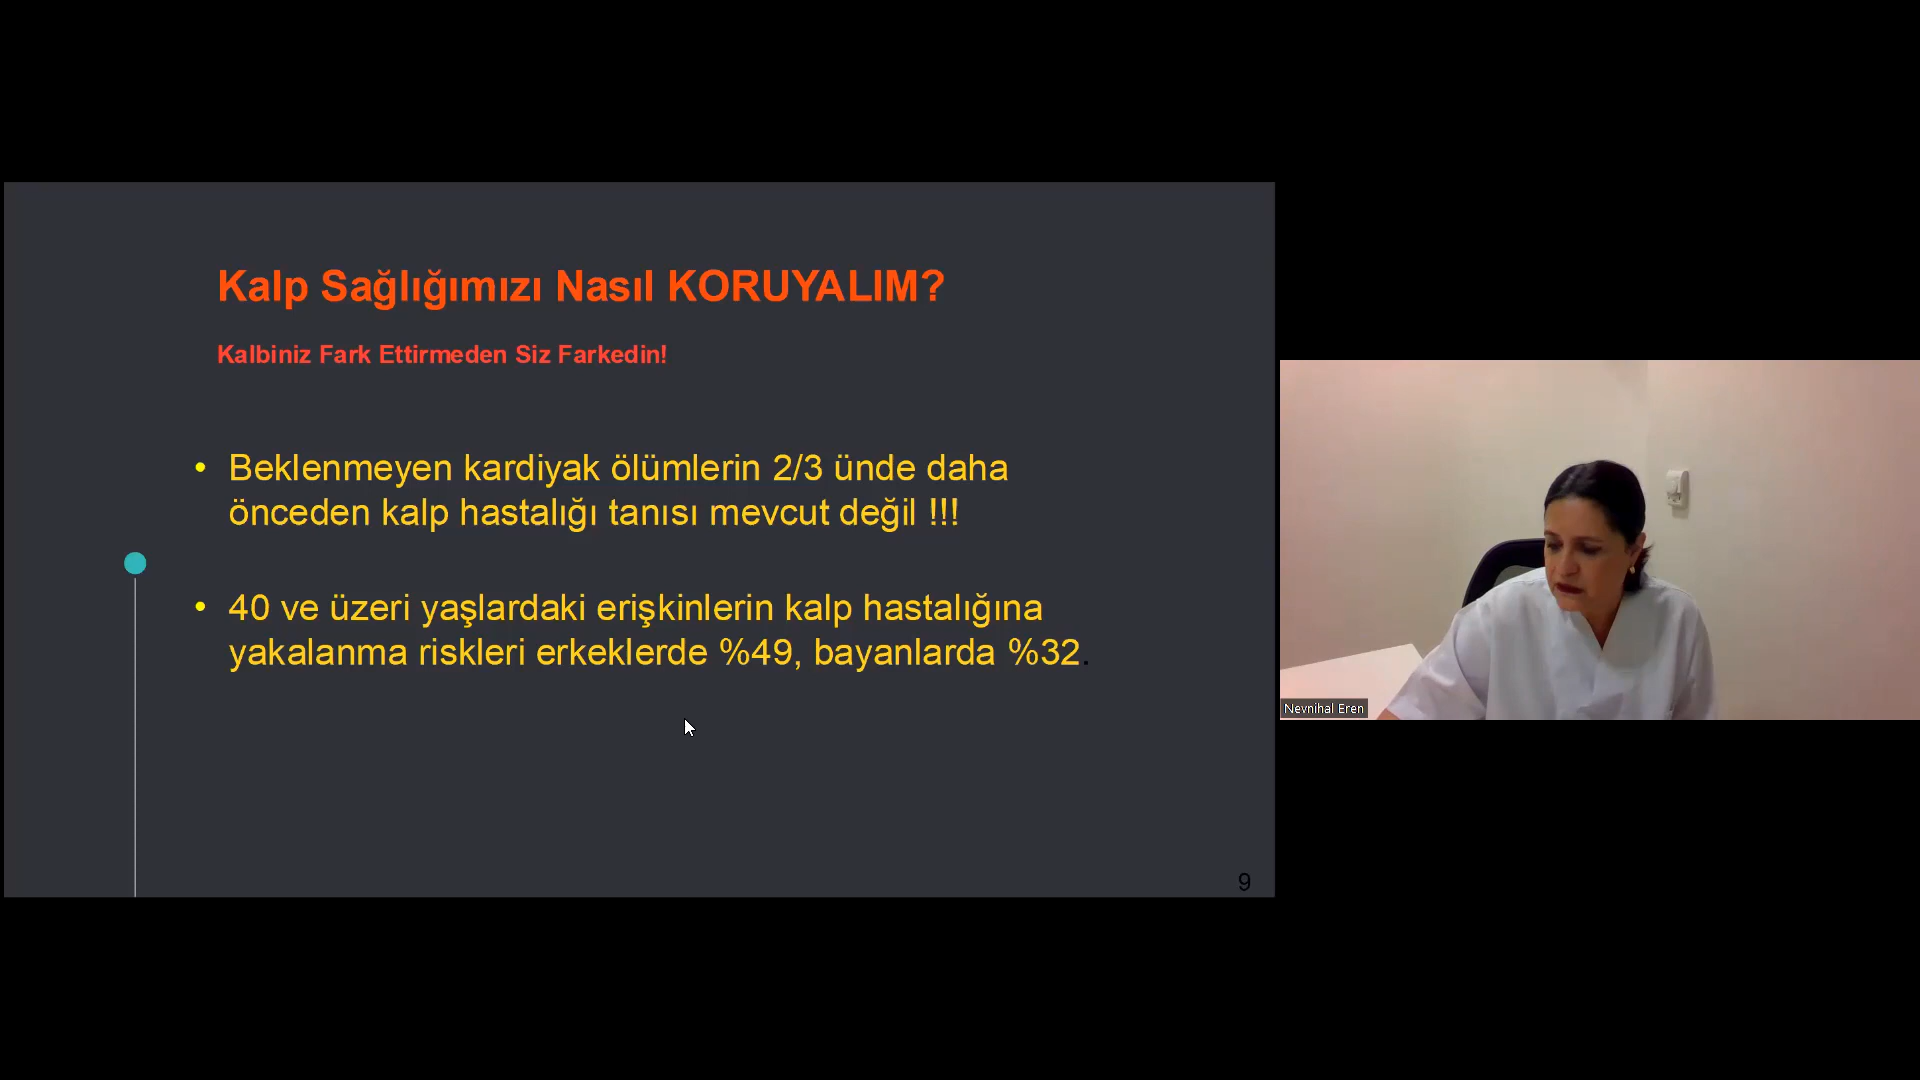 Kalp Sağlığımızı Nasıl KORUYALIM?
Kalbiniz Fark Ettirmeden Siz Farkedin!
• Beklenmeyen kardiyak ölümlerin 2/3 ünde daha
önceden kalp hastalığı tanısı mevcut değil !!!
• 40 ve üzeri yaşlardaki erişkinlerin kalp hastalığına
yakalanma riskleri erkeklerde %49, bayanlarda %32.
9
Nevnihal Eren